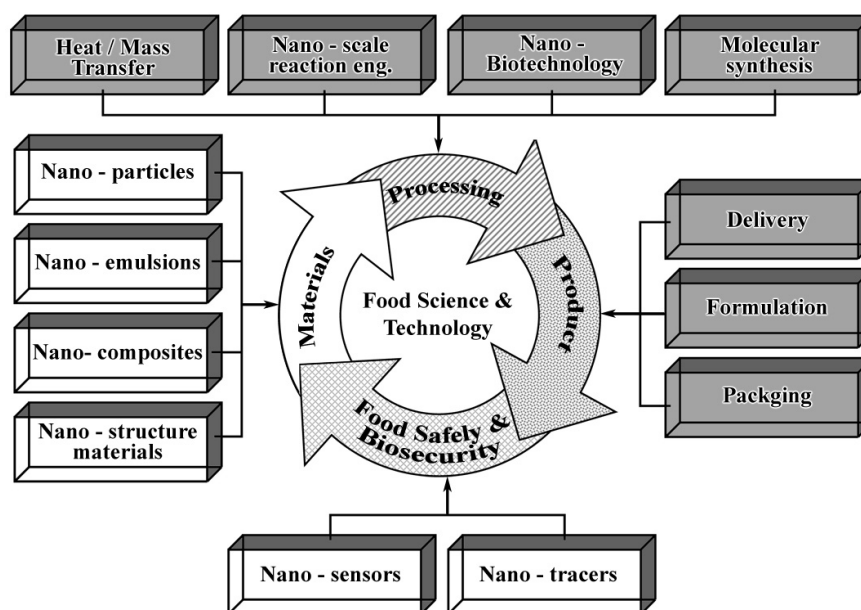 Heat / Mass
Transfer
Nano - scale
reaction eng.
Nano -
Biotechnology
Molecular
synthesis
Nano - particles
Nano - emulsions
Nano- composites
Nano - structure
materials
Processing
Materials
Food Science &
Technology
Product
Food Safely &
Biosecurity
Delivery
Formulation
Packging
Nano - sensors
Nano - tracers